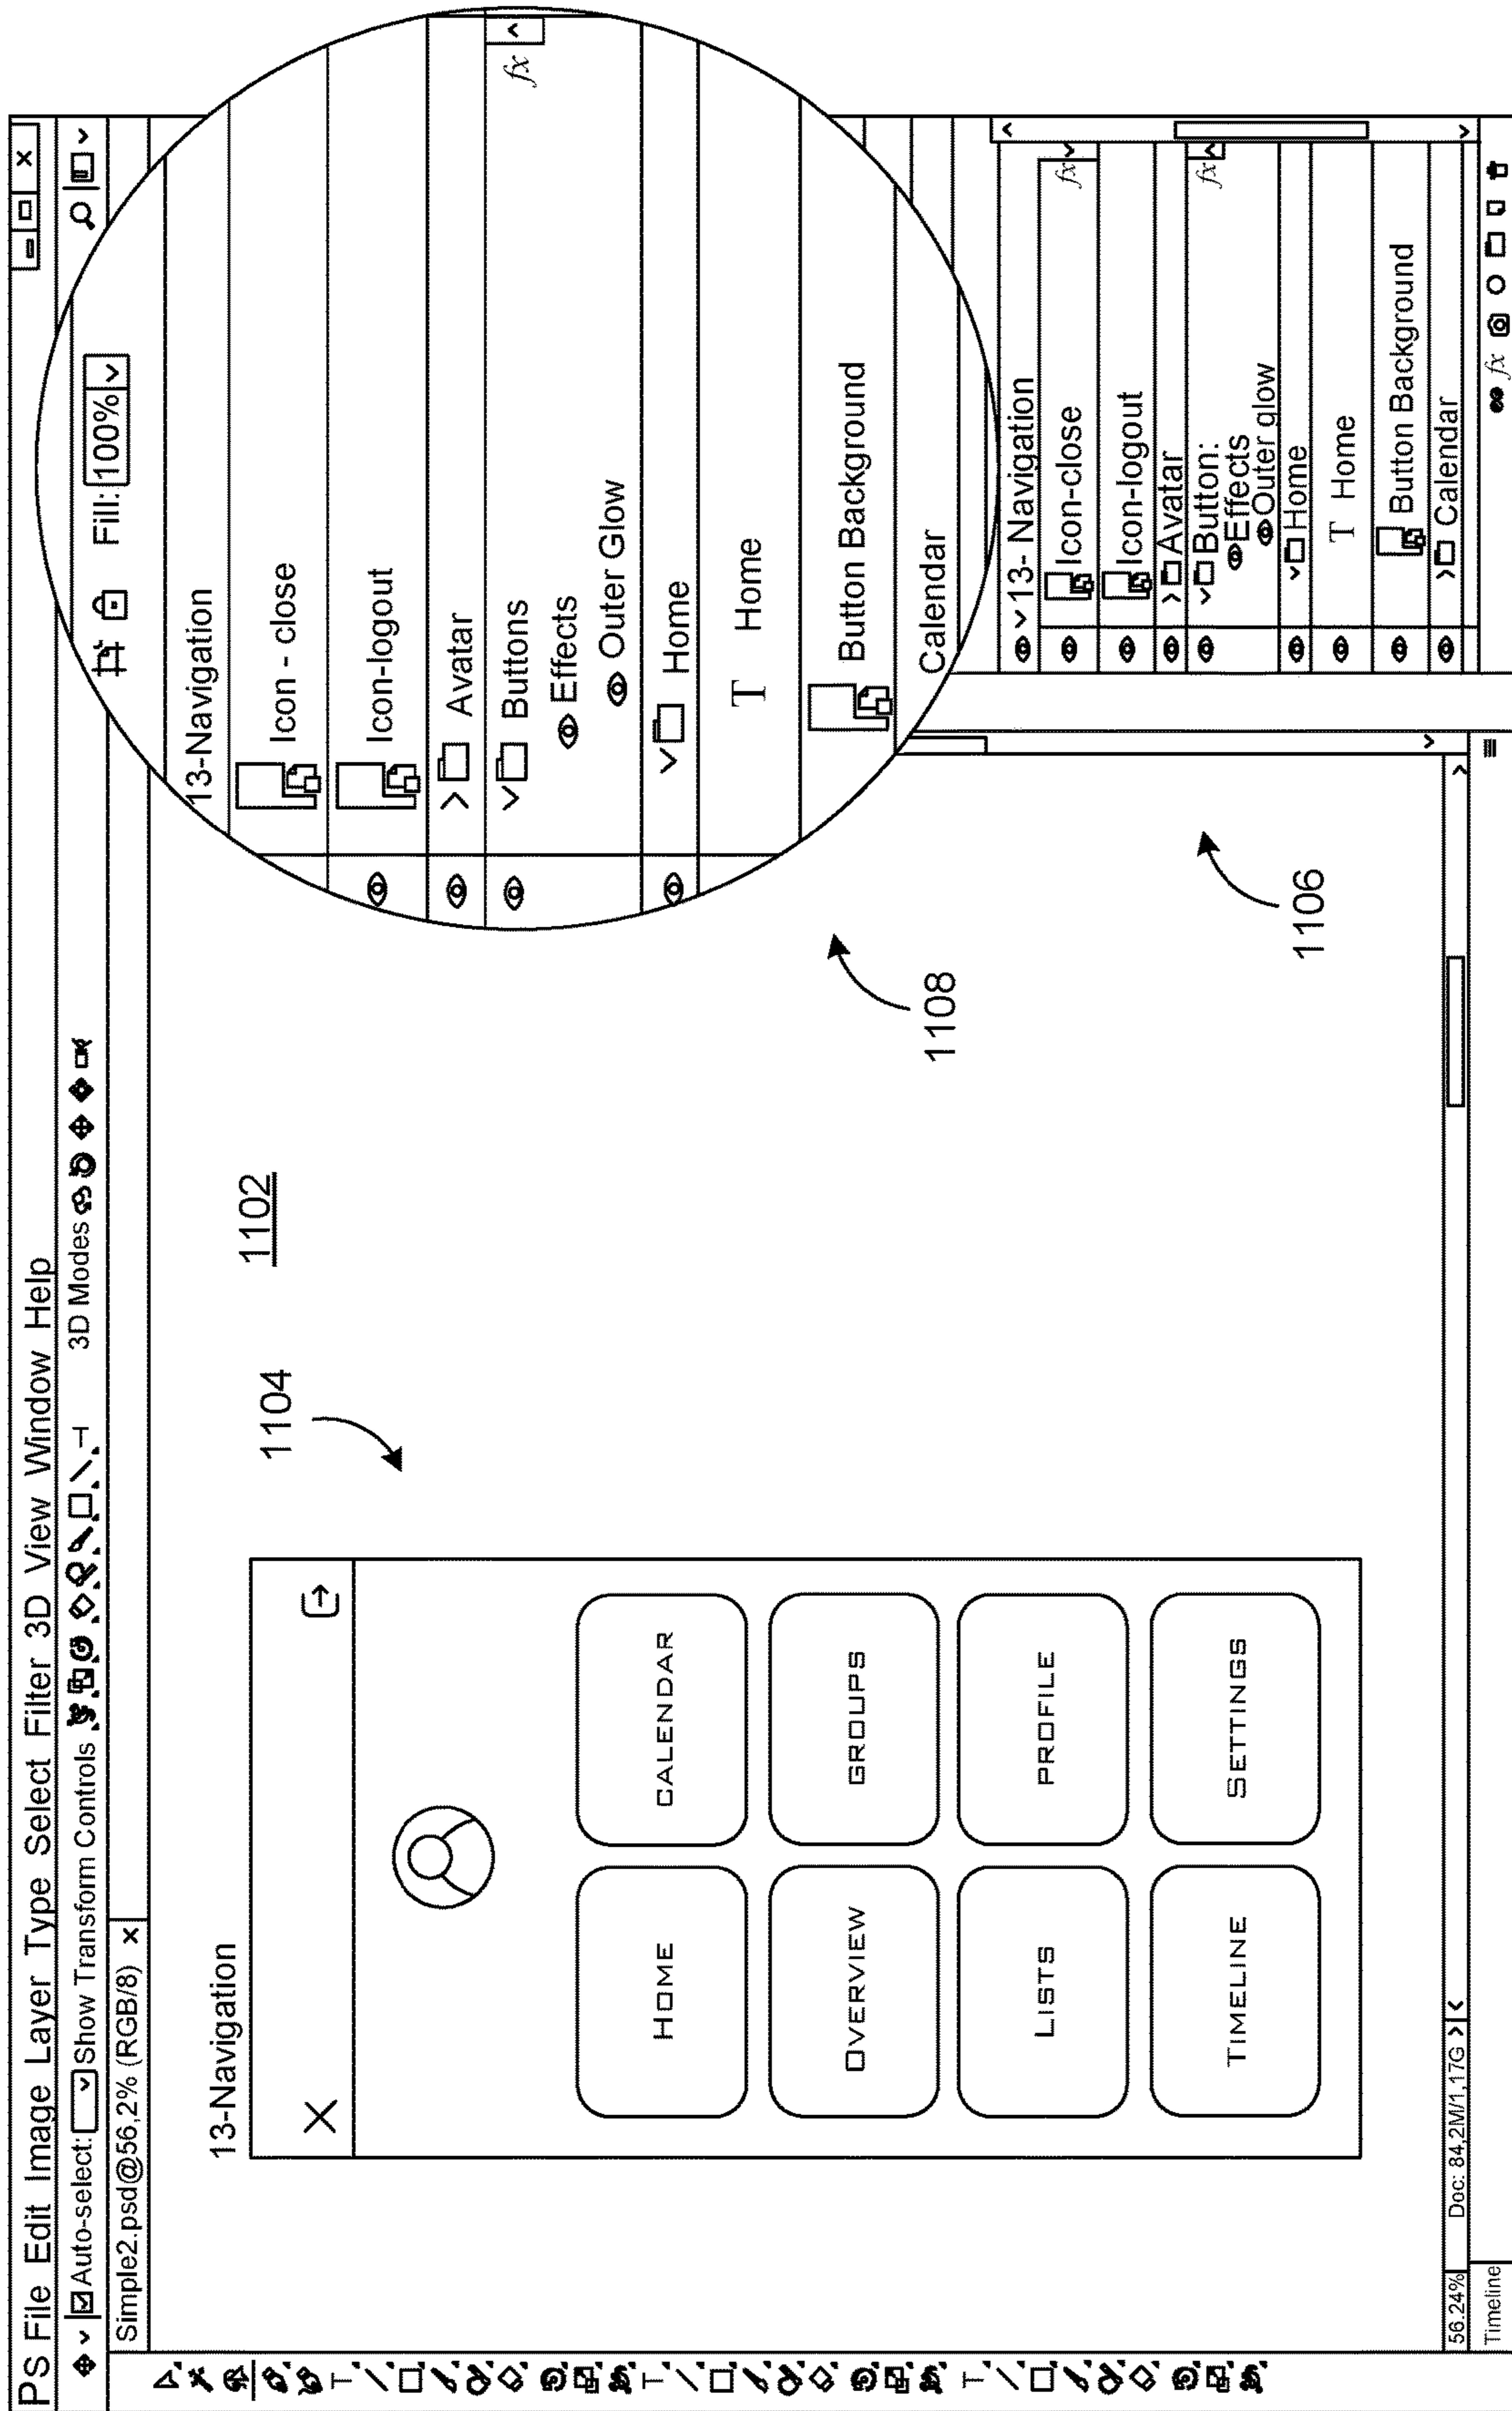 Ps File Edit Image Layer Type Select Filter 3D View Window Help
Auto-select: Show Transform Controls 3D Modes
Simple2.psd@56,2% (RGB/8) ×
13-Navigation
HOME
CALENDAR
OVERVIEW
GROUPS
LISTS
PROFILE
TIMELINE
SETTINGS
1104
1102
1108
1106
Fill: 100%
13-Navigation
Icon - close
Icon-logout
Avatar
Buttons fx
Effects
Outer Glow
Home
T Home
Button Background
Calendar
13- Navigation
Icon-close fx
Icon-logout
Avatar
Button: fx
Effects
Outer glow
Home
T Home
Button Background
Calendar
fx
56.24% Doc: 84,2M/1,17G
Timeline